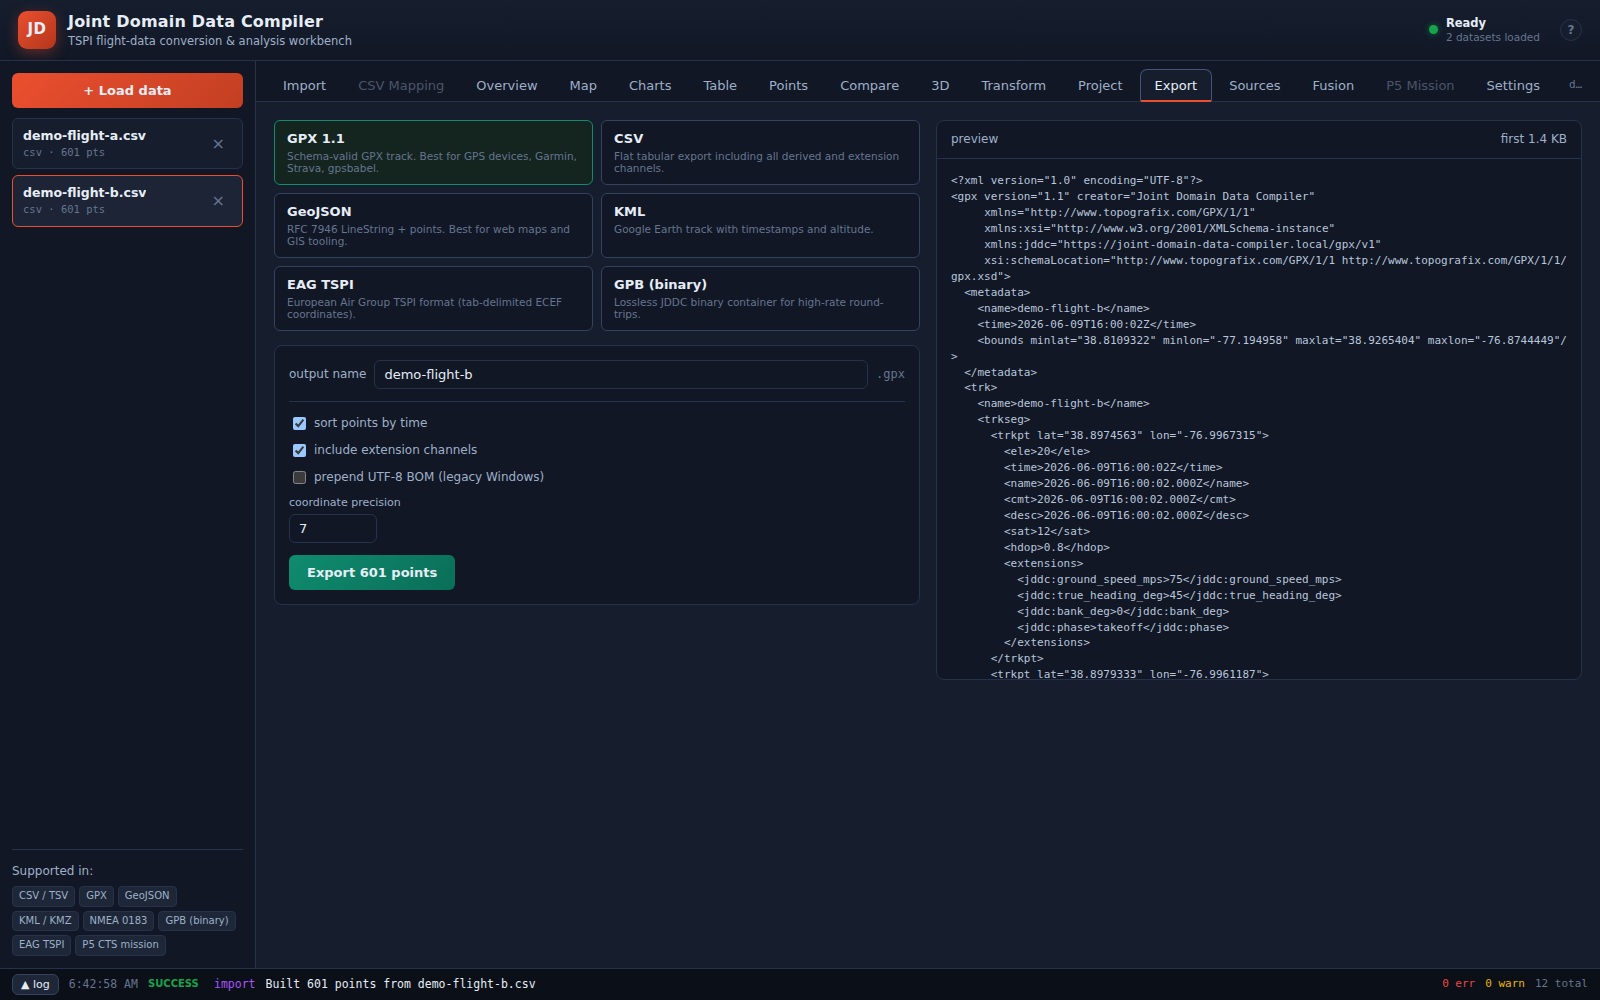 JD
Joint Domain Data Compiler
TSPI flight-data conversion & analysis workbench
Ready
2 datasets loaded
?
+ Load data
demo-flight-a.csv
csv · 601 pts
×
demo-flight-b.csv
csv · 601 pts
×
Supported in:
CSV / TSV GPX GeoJSON
KML / KMZ NMEA 0183 GPB (binary)
EAG TSPI P5 CTS mission
Import CSV Mapping Overview Map Charts Table Points Compare 3D Transform Project Export Sources Fusion P5 Mission Settings d…
GPX 1.1
Schema-valid GPX track. Best for GPS devices, Garmin,
Strava, gpsbabel.
CSV
Flat tabular export including all derived and extension
channels.
GeoJSON
RFC 7946 LineString + points. Best for web maps and
GIS tooling.
KML
Google Earth track with timestamps and altitude.
EAG TSPI
European Air Group TSPI format (tab-delimited ECEF
coordinates).
GPB (binary)
Lossless JDDC binary container for high-rate round-
trips.
output name demo-flight-b .gpx
sort points by time
include extension channels
prepend UTF-8 BOM (legacy Windows)
coordinate precision
7
Export 601 points
preview first 1.4 KB
<?xml version="1.0" encoding="UTF-8"?>
<gpx version="1.1" creator="Joint Domain Data Compiler"
     xmlns="http://www.topografix.com/GPX/1/1"
     xmlns:xsi="http://www.w3.org/2001/XMLSchema-instance"
     xmlns:jddc="https://joint-domain-data-compiler.local/gpx/v1"
     xsi:schemaLocation="http://www.topografix.com/GPX/1/1 http://www.topografix.com/GPX/1/1/
gpx.xsd">
  <metadata>
    <name>demo-flight-b</name>
    <time>2026-06-09T16:00:02Z</time>
    <bounds minlat="38.8109322" minlon="-77.194958" maxlat="38.9265404" maxlon="-76.8744449"/
>
  </metadata>
  <trk>
    <name>demo-flight-b</name>
    <trkseg>
      <trkpt lat="38.8974563" lon="-76.9967315">
        <ele>20</ele>
        <time>2026-06-09T16:00:02Z</time>
        <name>2026-06-09T16:00:02.000Z</name>
        <cmt>2026-06-09T16:00:02.000Z</cmt>
        <desc>2026-06-09T16:00:02.000Z</desc>
        <sat>12</sat>
        <hdop>0.8</hdop>
        <extensions>
          <jddc:ground_speed_mps>75</jddc:ground_speed_mps>
          <jddc:true_heading_deg>45</jddc:true_heading_deg>
          <jddc:bank_deg>0</jddc:bank_deg>
          <jddc:phase>takeoff</jddc:phase>
        </extensions>
      </trkpt>
      <trkpt lat="38.8979333" lon="-76.9961187">
▲ log 6:42:58 AM SUCCESS import Built 601 points from demo-flight-b.csv 0 err 0 warn 12 total